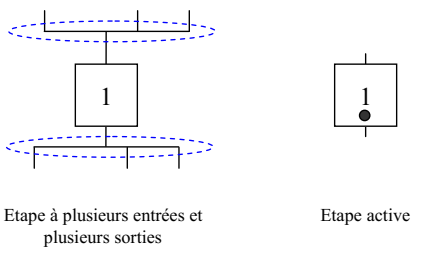 1
1
Etape à plusieurs entrées et
plusieurs sorties
Etape active